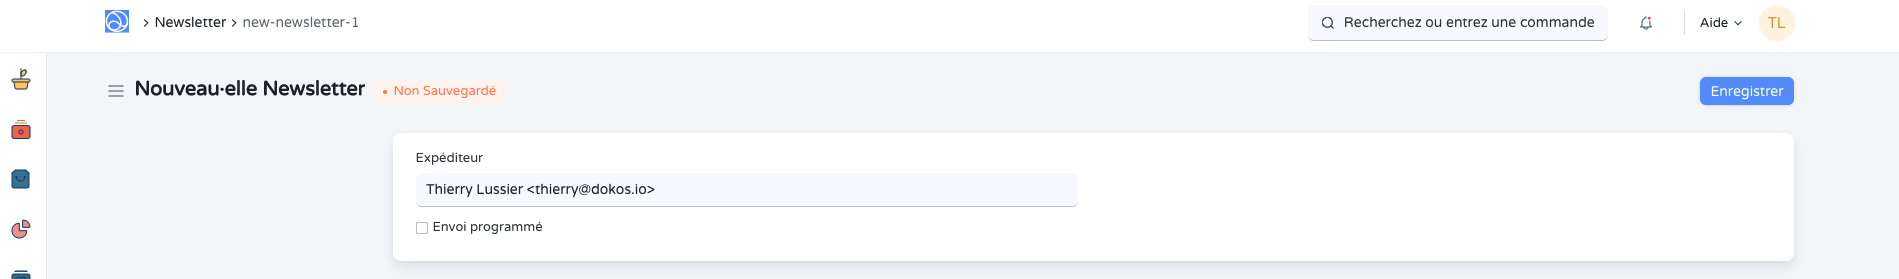 Newsletter new-newsletter-1
Recherchez ou entrez une commande
Aide
TL
Nouveau·elle Newsletter
Non Sauvegardé
Enregistrer
Expéditeur
Thierry Lussier <thierry@dokos.io>
Envoi programmé